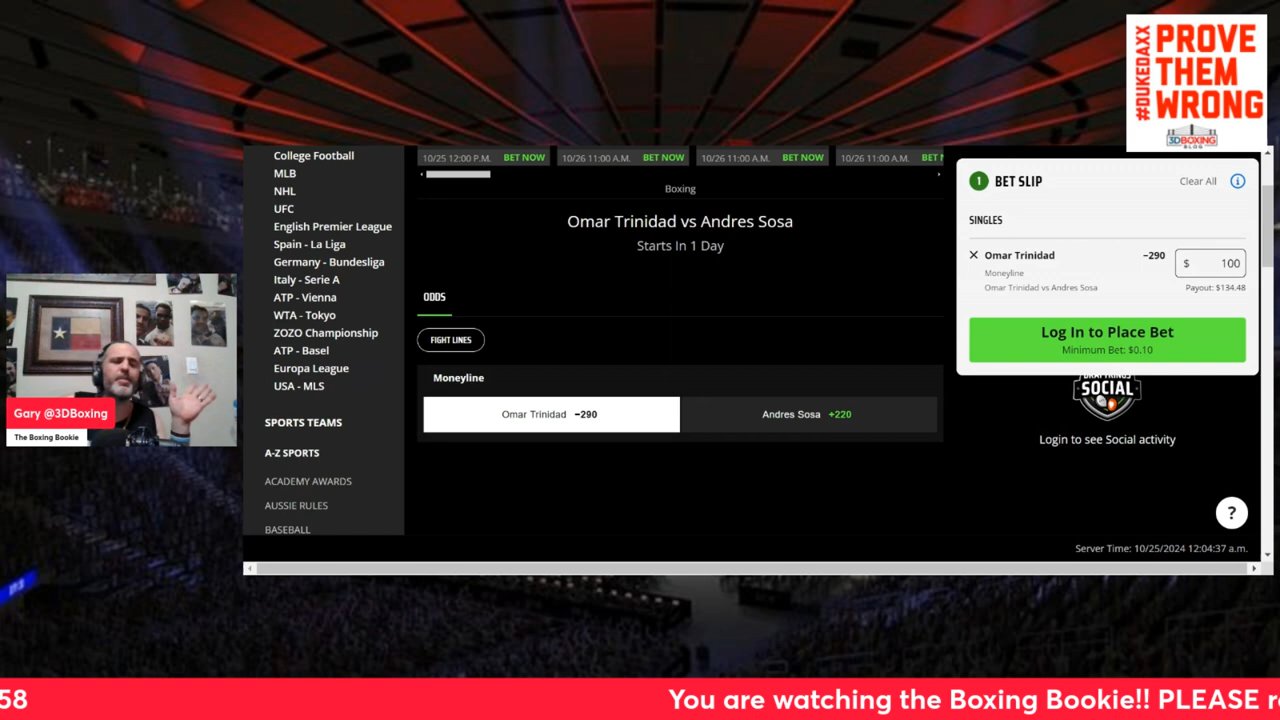 #DUKEDAXX
PROVE
THEM
WRONG
3DBOXING
BLOG
College Football
MLB
NHL
UFC
English Premier League
Spain - La Liga
Germany - Bundesliga
Italy - Serie A
ATP - Vienna
WTA - Tokyo
ZOZO Championship
ATP - Basel
Europa League
USA - MLS
SPORTS TEAMS
A-Z SPORTS
ACADEMY AWARDS
AUSSIE RULES
BASEBALL
10/25 12:00 P.M. BET NOW
10/26 11:00 A.M. BET NOW
10/26 11:00 A.M. BET NOW
10/26 11:00 A.M. BET N
Boxing
Omar Trinidad vs Andres Sosa
Starts In 1 Day
ODDS
FIGHT LINES
Moneyline
Omar Trinidad −290
Andres Sosa +220
1 BET SLIP Clear All i
SINGLES
× Omar Trinidad −290 $ 100
Moneyline
Omar Trinidad vs Andres Sosa Payout: $134.48
Log In to Place Bet
Minimum Bet: $0.10
SOCIAL
Login to see Social activity
?
Server Time: 10/25/2024 12:04:37 a.m.
Gary @3DBoxing
The Boxing Bookie
58
You are watching the Boxing Bookie!! PLEASE r